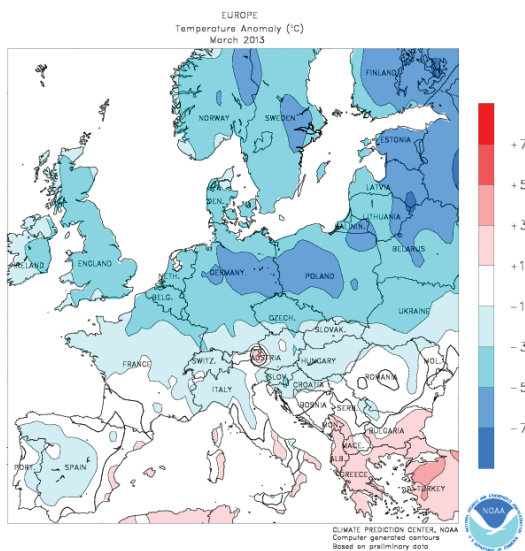 EUROPE
Temperature Anomaly (°C)
March 2013
FINLAND
NORWAY
SWEDEN
ESTONIA
LATVIA
DEN.
LITHUANIA
KALININ.
BELARUS
IRELAND
ENGLAND
NETH.
GERMANY
POLAND
BELG.
UKRAINE
CZECH.
SLOVAK.
FRANCE
SWITZ.
AUSTRIA
HUNGARY
MOL.
SLOV.
ROMANIA
CROATIA
ITALY
BOSNIA
SERB.
MON.
BULGARIA
MACE.
ALB.
PORT.
SPAIN
GREECE
TURKEY
+7
+5
+3
+1
-1
-3
-5
-7
CLIMATE PREDICTION CENTER, NOAA
Computer generated contours
Based on preliminary data
NOAA